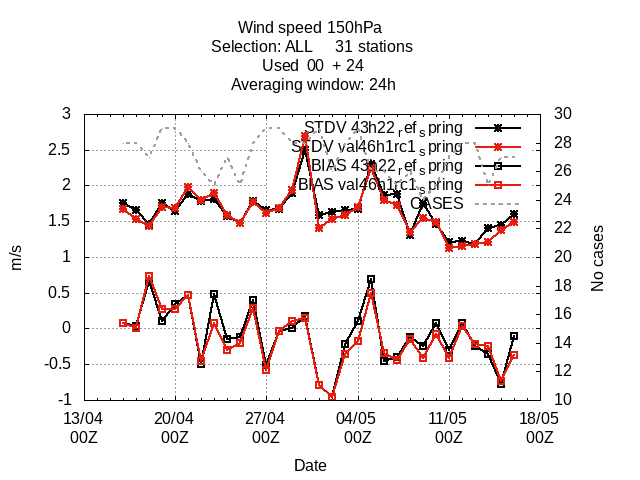 Wind speed 150hPa
Selection: ALL 31 stations
Used 00 + 24
Averaging window: 24h
STDV 43h22_ref_spring
STDV val46h1rc1_spring
BIAS 43h22_ref_spring
BIAS val46h1rc1_spring
CASES
3
2.5
2
1.5
1
0.5
0
-0.5
-1
m/s
30
28
26
24
22
20
18
16
14
12
10
No cases
13/04 20/04 27/04 04/05 11/05 18/05
00Z 00Z 00Z 00Z 00Z 00Z
Date